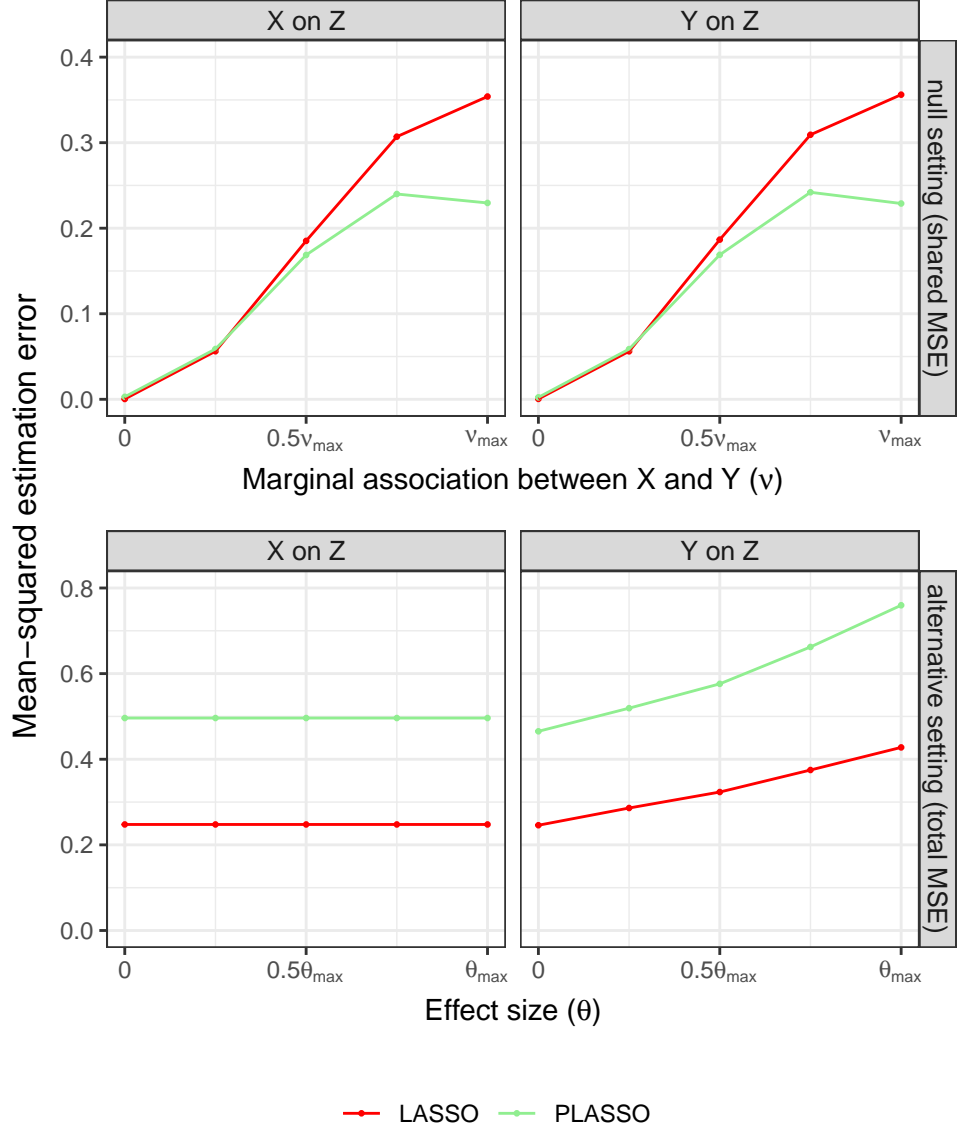 X on Z
Y on Z
0.4
0.3
0.2
0.1
0.0
null setting (shared MSE)
0
0.5νmax
νmax
0
0.5νmax
νmax
Marginal association between X and Y (ν)
Mean−squared estimation error
X on Z
Y on Z
0.8
0.6
0.4
0.2
0.0
alternative setting (total MSE)
0
0.5θmax
θmax
0
0.5θmax
θmax
Effect size (θ)
LASSO
PLASSO